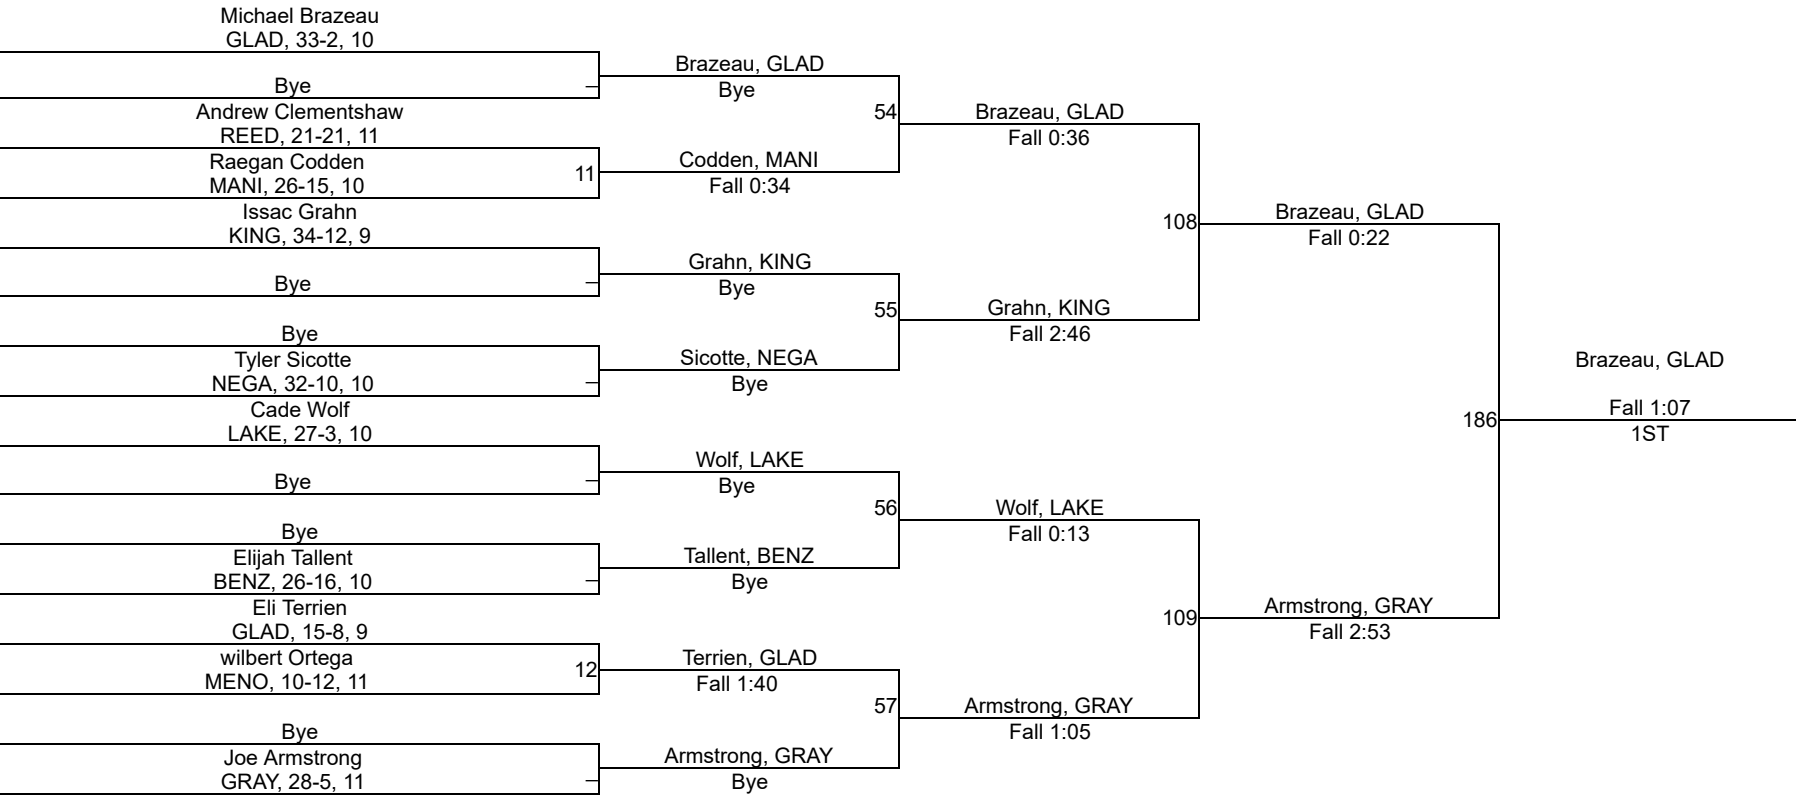 Michael Brazeau
GLAD, 33-2, 10
Bye
Andrew Clementshaw
REED, 21-21, 11
Raegan Codden
MANI, 26-15, 10
11
Issac Grahn
KING, 34-12, 9
Bye
Bye
Tyler Sicotte
NEGA, 32-10, 10
Cade Wolf
LAKE, 27-3, 10
Bye
Bye
Elijah Tallent
BENZ, 26-16, 10
Eli Terrien
GLAD, 15-8, 9
wilbert Ortega
MENO, 10-12, 11
12
Bye
Joe Armstrong
GRAY, 28-5, 11
Brazeau, GLAD
Bye
54
Codden, MANI
Fall 0:34
Grahn, KING
Bye
55
Sicotte, NEGA
Bye
Wolf, LAKE
Bye
56
Tallent, BENZ
Bye
Terrien, GLAD
Fall 1:40
57
Armstrong, GRAY
Bye
Brazeau, GLAD
Fall 0:36
108
Grahn, KING
Fall 2:46
Wolf, LAKE
Fall 0:13
109
Armstrong, GRAY
Fall 1:05
Brazeau, GLAD
Fall 0:22
186
Armstrong, GRAY
Fall 2:53
Brazeau, GLAD
Fall 1:07
1ST